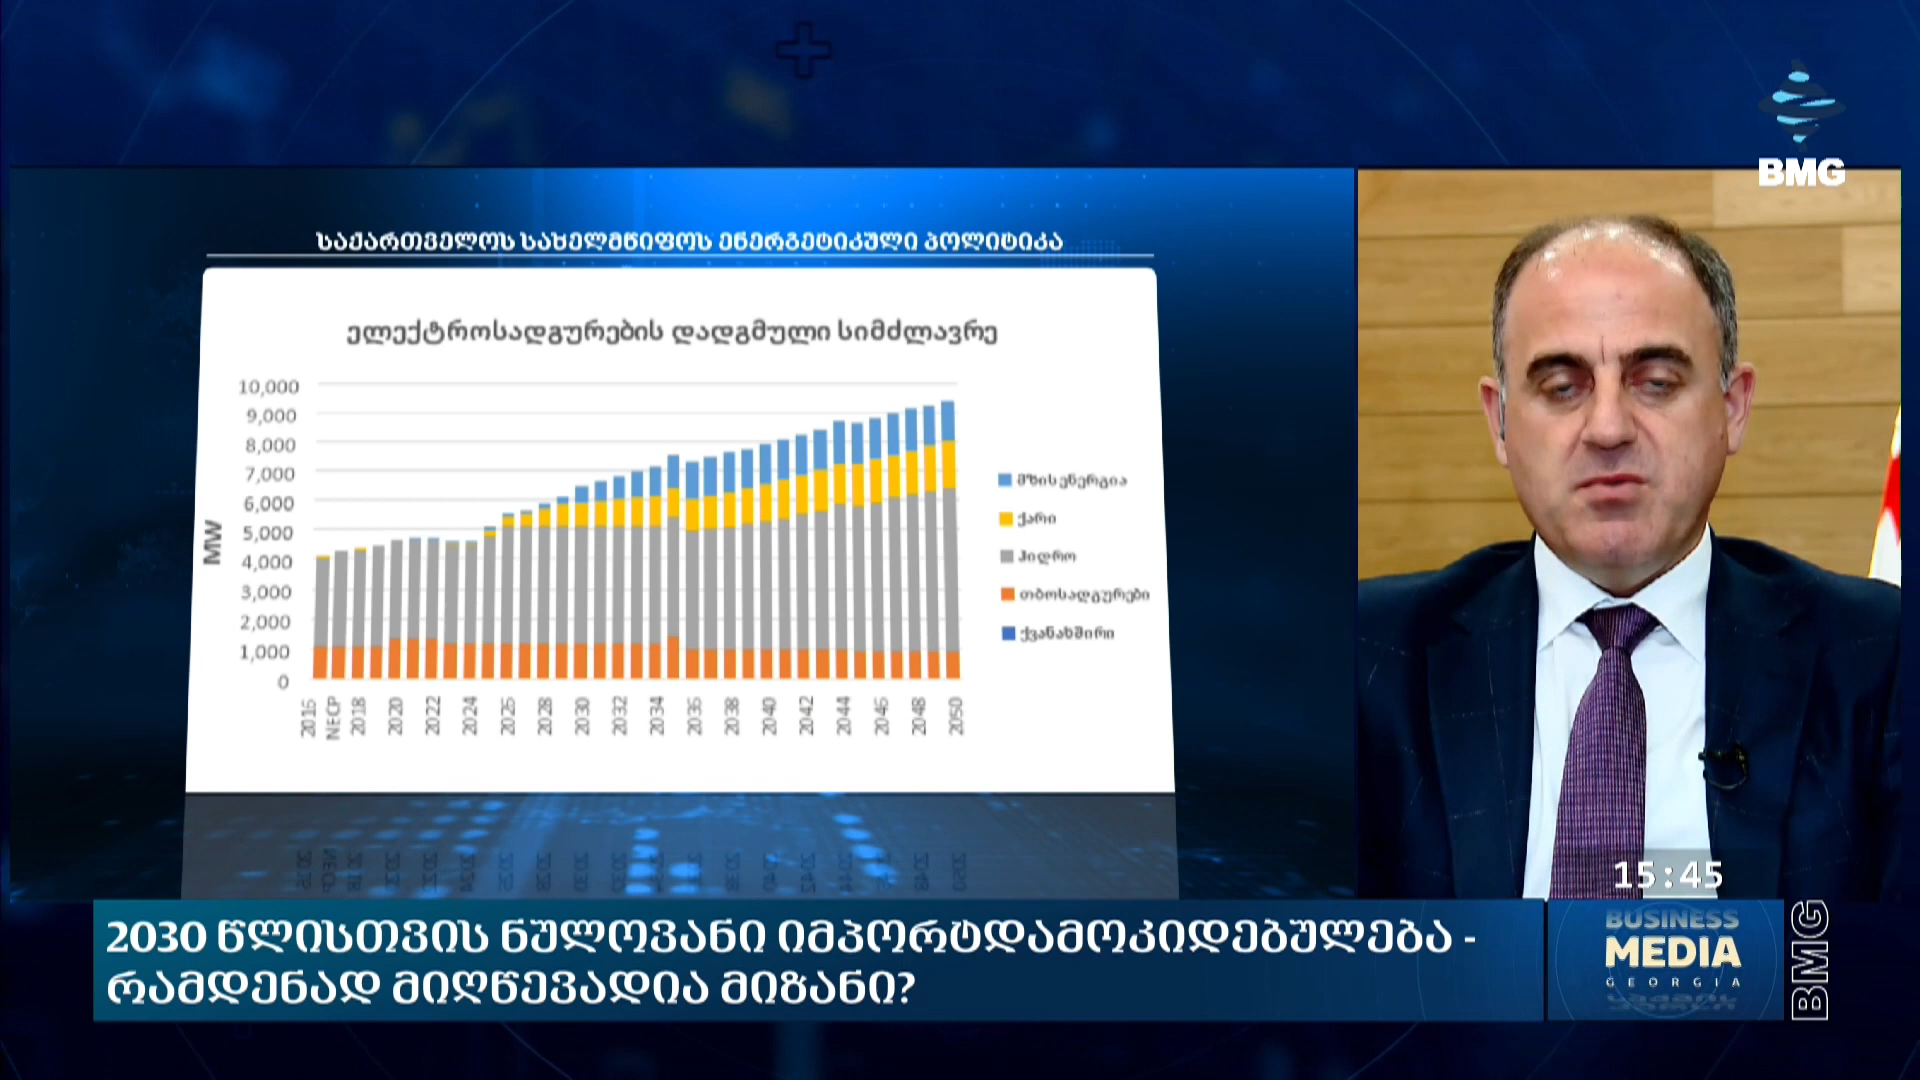 BMG
საქართველოს სახელმწიფოს ენერგეტიკული პოლიტიკა
ელექტროსადგურების დადგმული სიმძლავრე
10,000
9,000
8,000
7,000
6,000
5,000
4,000
3,000
2,000
1,000
0
MW
მზის ენერგია
ქარი
ჰიდრო
თბოსადგურები
ქვანახშირი
2016 NECP 2018 2020 2022 2024 2026 2028 2030 2032 2034 2036 2038 2040 2042 2044 2046 2048 2050
15:45
2030 წლისთვის ნულოვანი იმპორტდამოკიდებულება -
რამდენად მიღწევადია მიზანი?
BUSINESS
MEDIA
GEORGIA
BMG